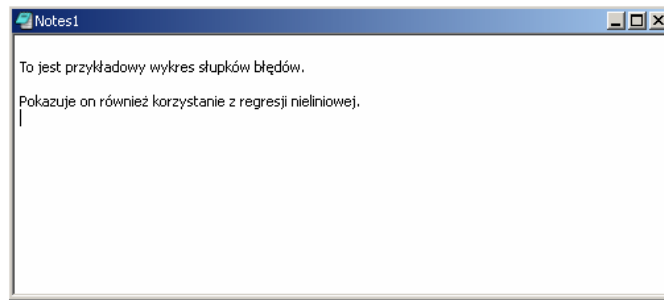 Notes1
To jest przykładowy wykres słupków błędów.
Pokazuje on również korzystanie z regresji nieliniowej.